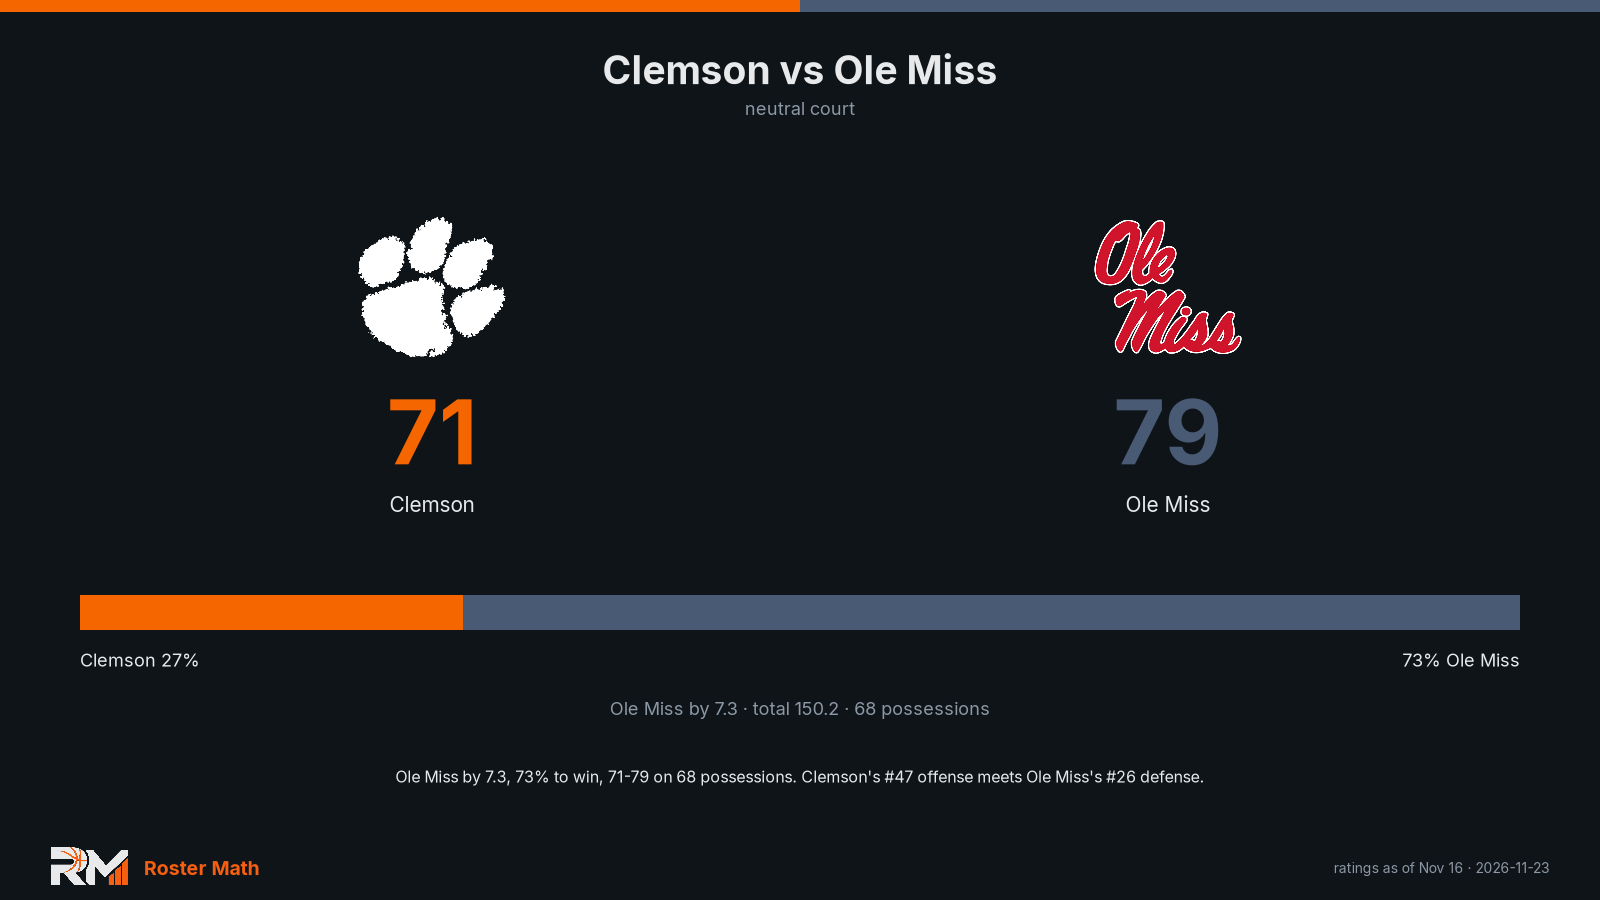 Clemson vs Ole Miss
neutral court
Ole
Miss
71
79
Clemson
Ole Miss
Clemson 27%
73% Ole Miss
Ole Miss by 7.3 · total 150.2 · 68 possessions
Ole Miss by 7.3, 73% to win, 71-79 on 68 possessions. Clemson's #47 offense meets Ole Miss's #26 defense.
RM
Roster Math
ratings as of Nov 16 · 2026-11-23